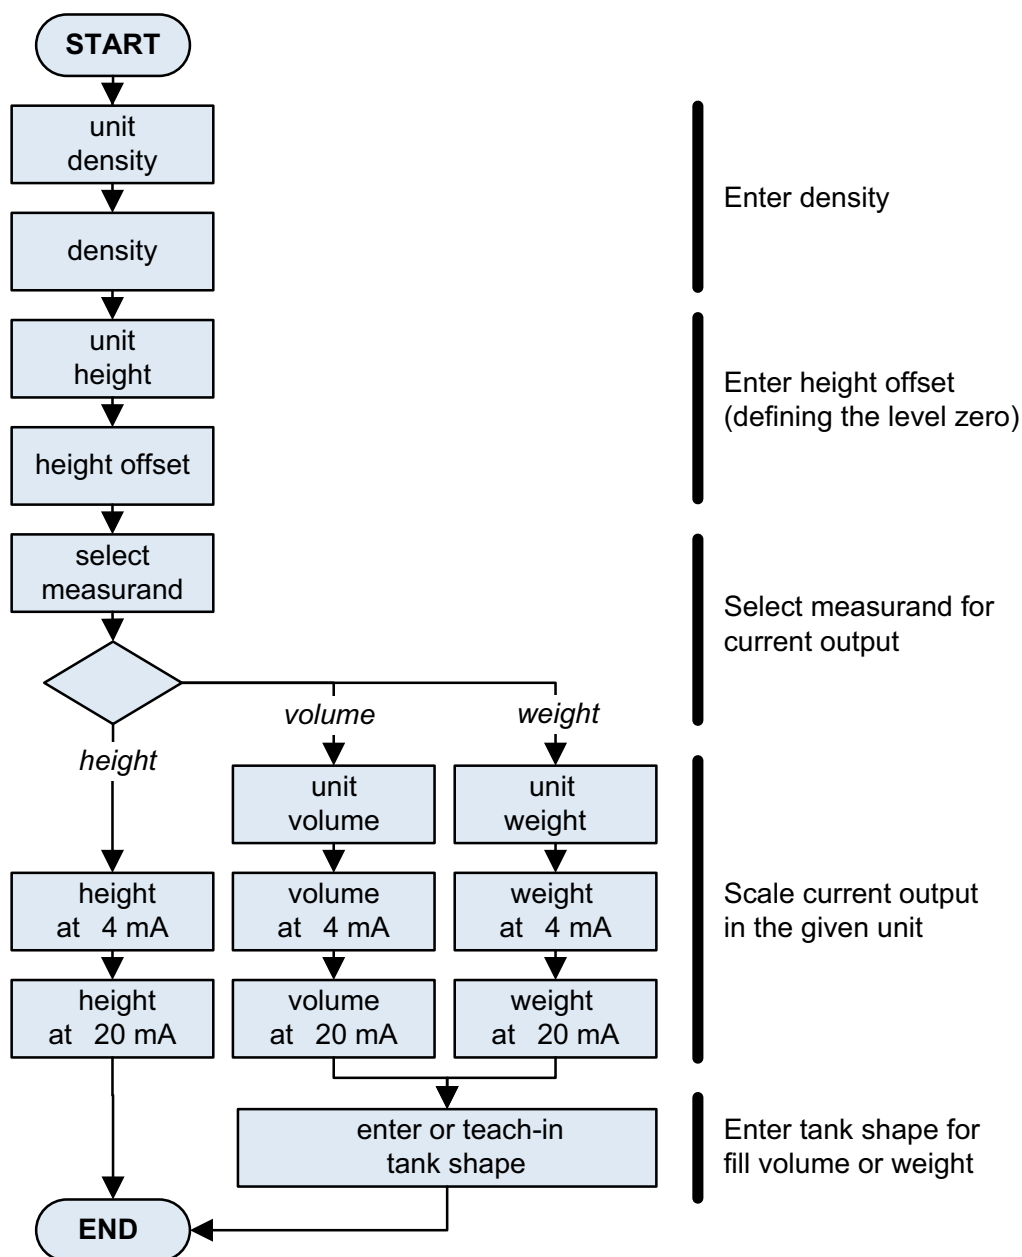 START
unit
density
density
Enter density
unit
height
height offset
Enter height offset
(defining the level zero)
select
measurand
Select measurand for
current output
height
volume
weight
unit
volume
unit
weight
height
at 4 mA
volume
at 4 mA
weight
at 4 mA
height
at 20 mA
volume
at 20 mA
weight
at 20 mA
Scale current output
in the given unit
enter or teach-in
tank shape
Enter tank shape for
fill volume or weight
END